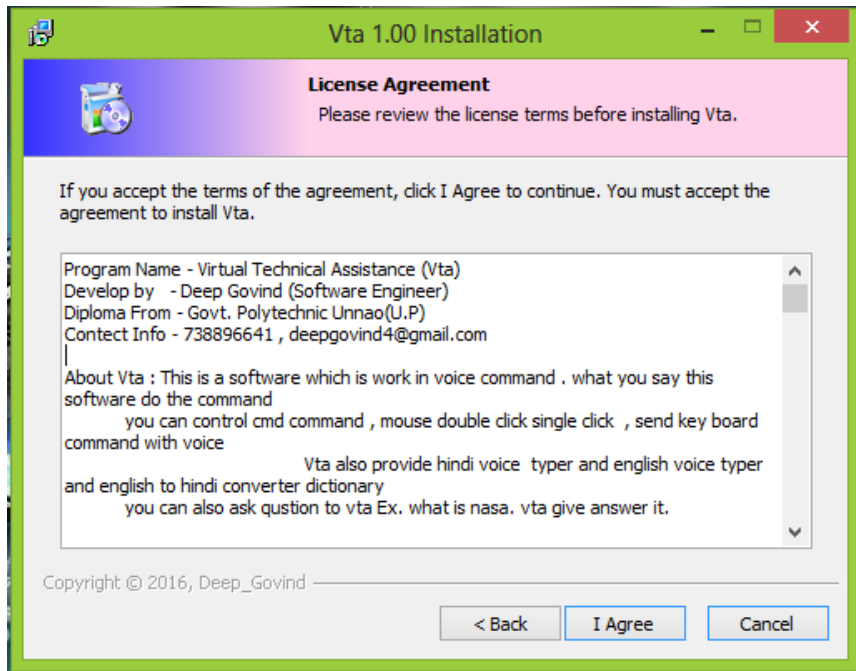 Vta 1.00 Installation
License Agreement
Please review the license terms before installing Vta.
If you accept the terms of the agreement, click I Agree to continue. You must accept the
agreement to install Vta.
Program Name - Virtual Technical Assistance (Vta)
Develop by - Deep Govind (Software Engineer)
Diploma From - Govt. Polytechnic Unnao(U.P)
Contect Info - 738896641 , deepgovind4@gmail.com
About Vta : This is a software which is work in voice command . what you say this
software do the command
you can control cmd command , mouse double click single click , send key board
command with voice
Vta also provide hindi voice typer and english voice typer
and english to hindi converter dictionary
you can also ask qustion to vta Ex. what is nasa. vta give answer it.
Copyright © 2016, Deep_Govind
< Back I Agree Cancel